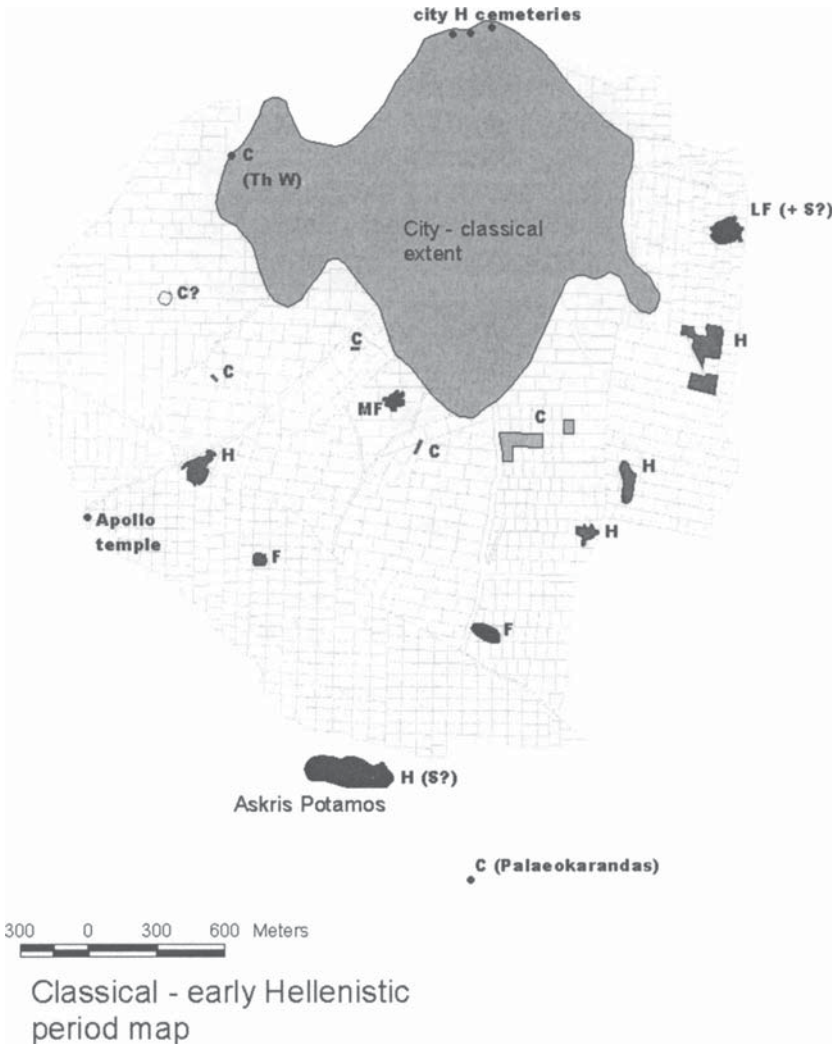 city H cemeteries
C
(Th W)
LF (+ S?)
City - classical
extent
C?
H
C
C
MF
C
C
H
H
Apollo
temple
H
F
F
H (S?)
Askris Potamos
C (Palaeokarandas)
300 0 300 600 Meters
Classical - early Hellenistic
period map